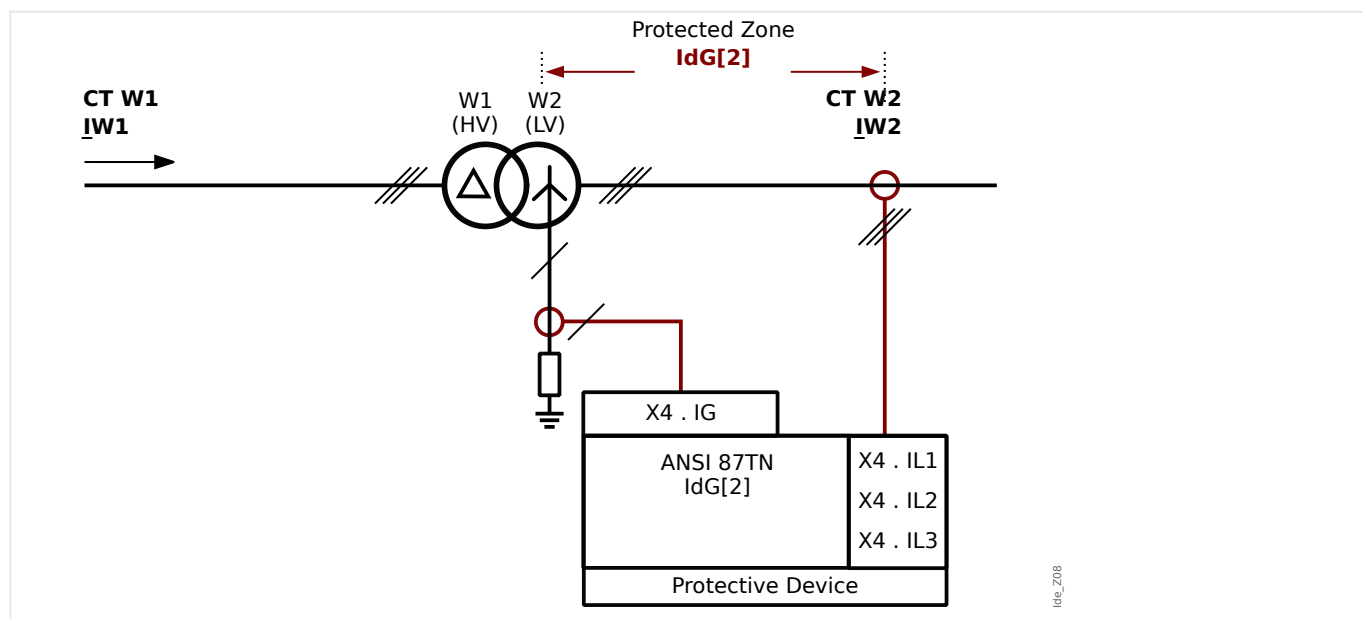 Protected Zone
IdG[2]
CT W1
IW1
W1
(HV)
W2
(LV)
CT W2
IW2
X4 . IG
ANSI 87TN
IdG[2]
X4 . IL1
X4 . IL2
X4 . IL3
Protective Device
Ide_Z08